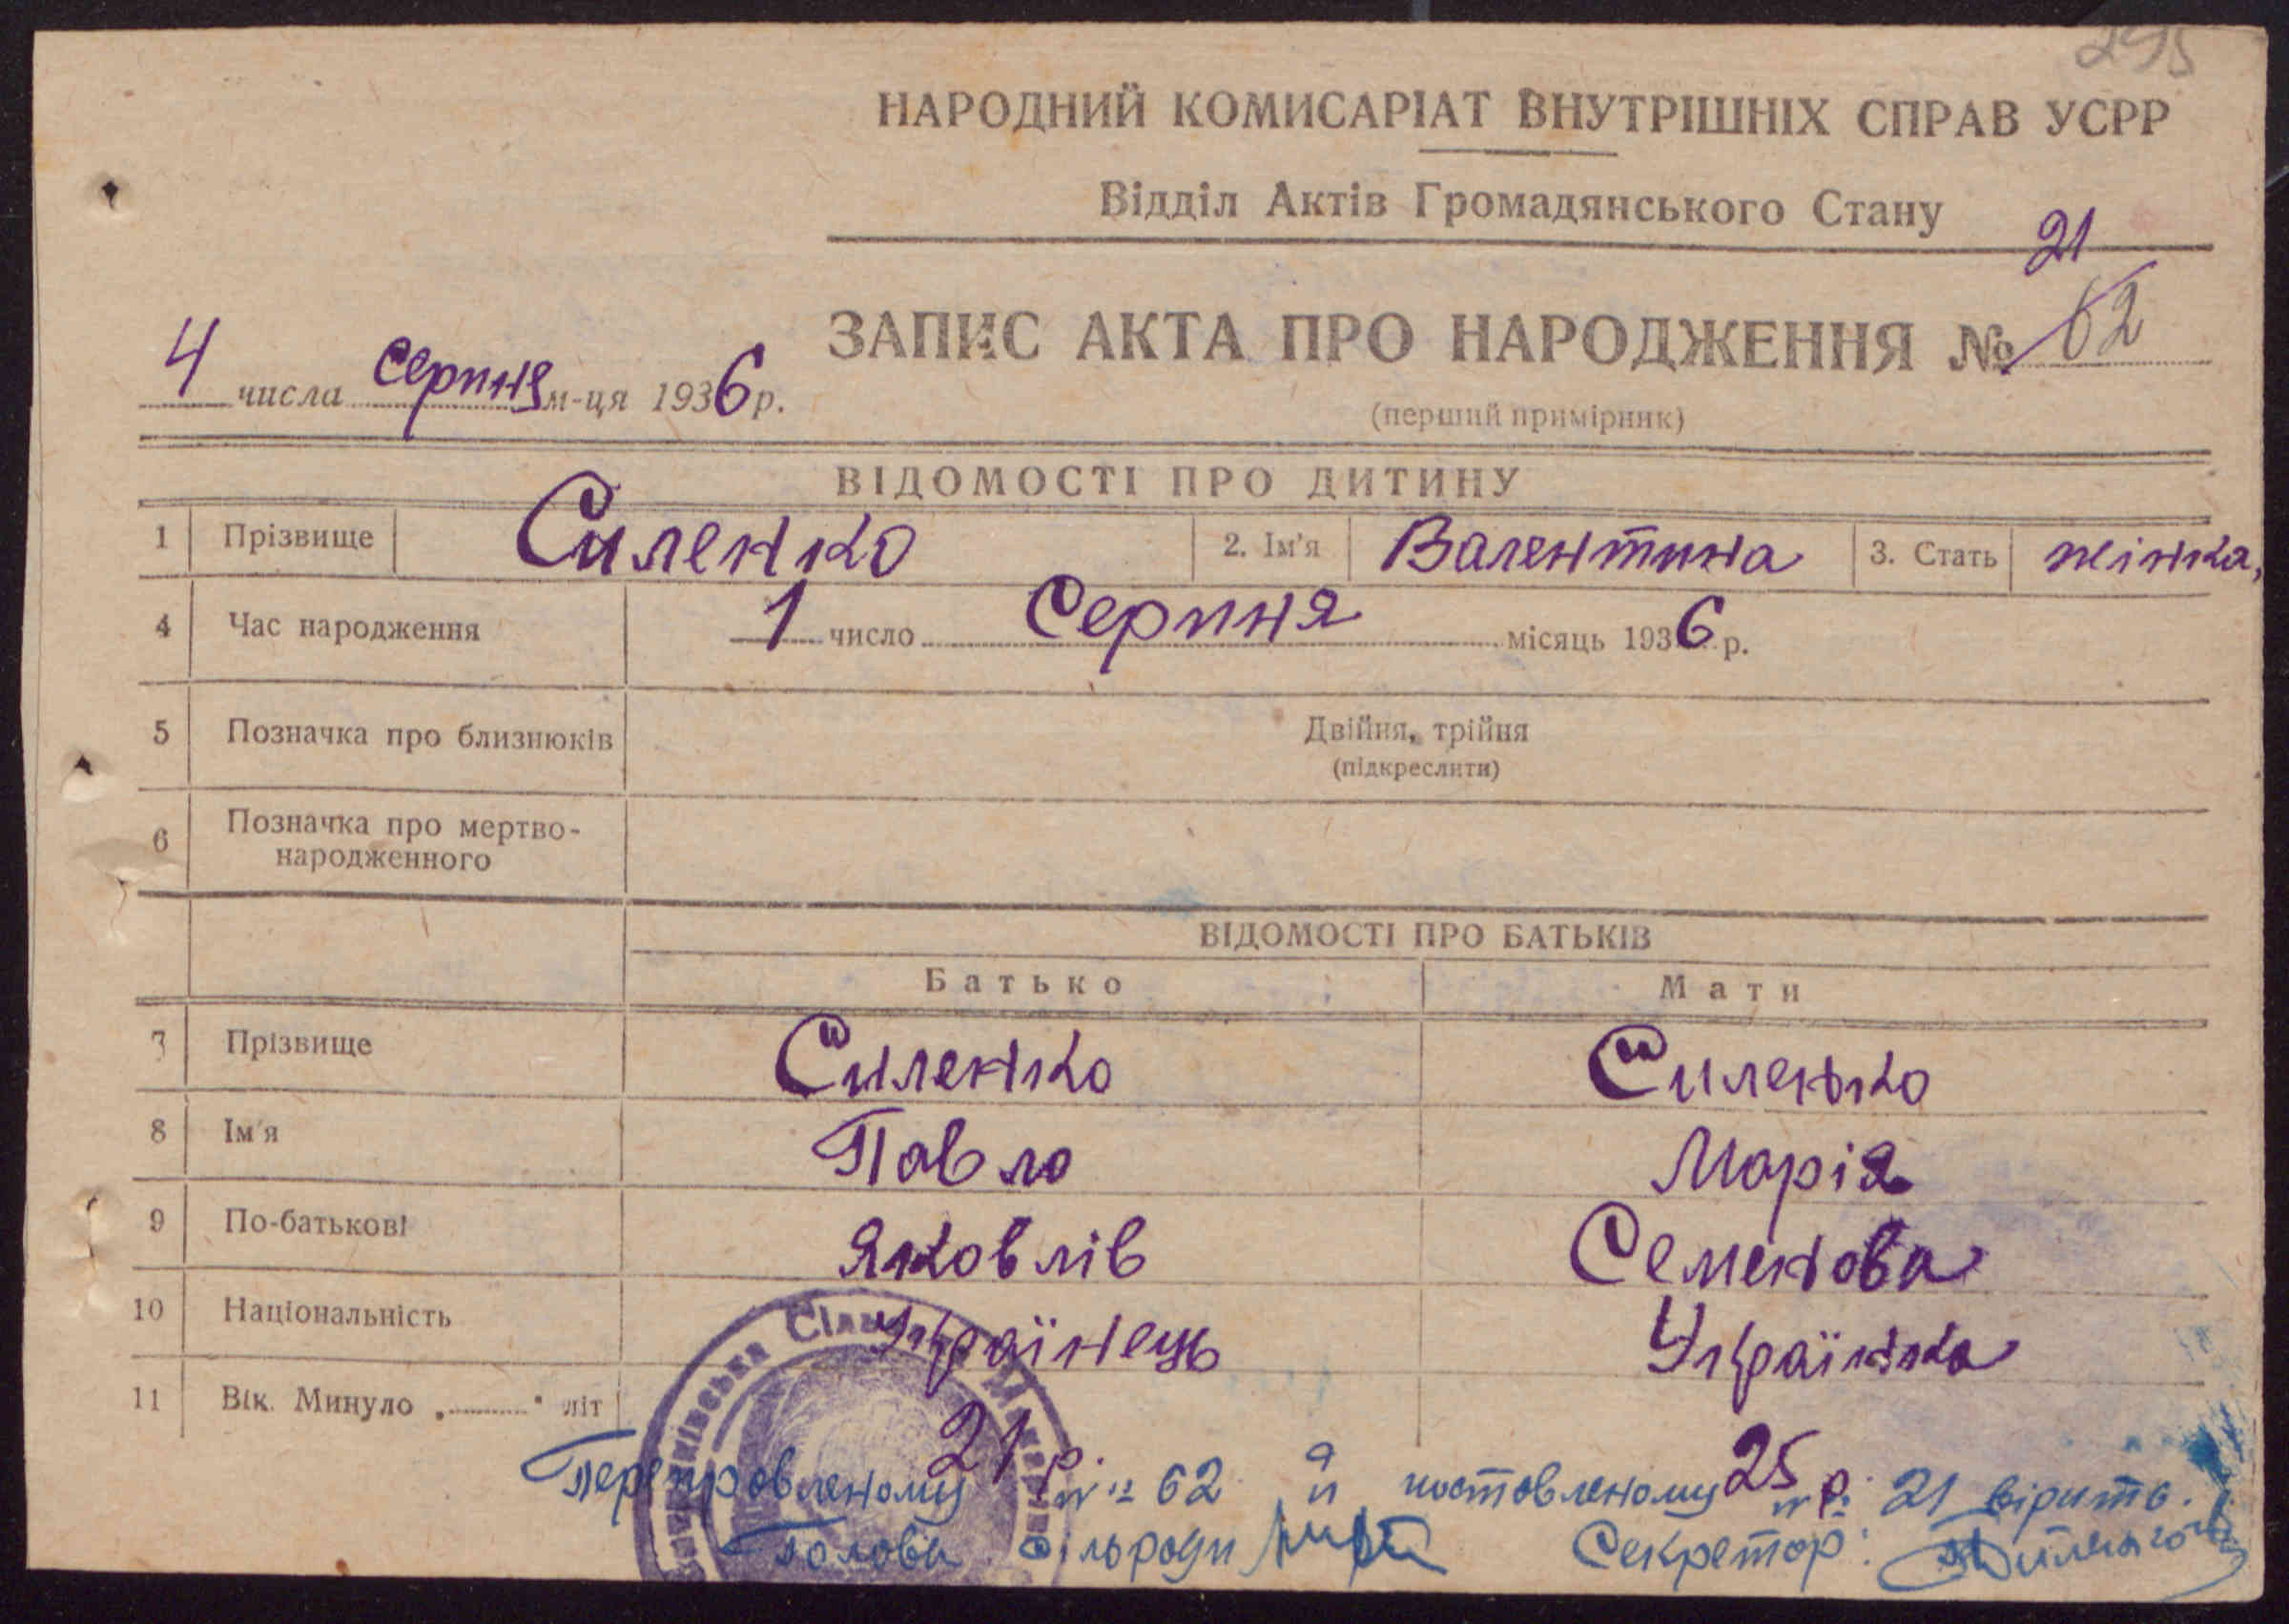 295
НАРОДНИЙ КОМИСАРІАТ ВНУТРІШНІХ СПРАВ УСРР
Відділ Актів Громадянського Стану
21
ЗАПИС АКТА ПРО НАРОДЖЕННЯ № 62
4 числа Серпня м-ця 1936 р.
(перший примірник)
ВІДОМОСТІ ПРО ДИТИНУ
1 Прізвище Силенко 2. Ім'я Валентина 3. Стать жінка,
4 Час народження 1 число Серпня місяць 1936 р.
5 Позначка про близнюків Двійня, трійня
(підкреслити)
6 Позначка про мертво-
народженного
ВІДОМОСТІ ПРО БАТЬКІВ
Батько Мати
7 Прізвище Силенко Силенко
8 Ім'я Павло Марія
9 По-батькові Яковлів Семенова
10 Національність Українець Українка
11 Вік. Минуло „ " літ 21 р. 25 р.
Переправленому № 62 й поставленому № 21 вірить.
Голова сільради Секретар: